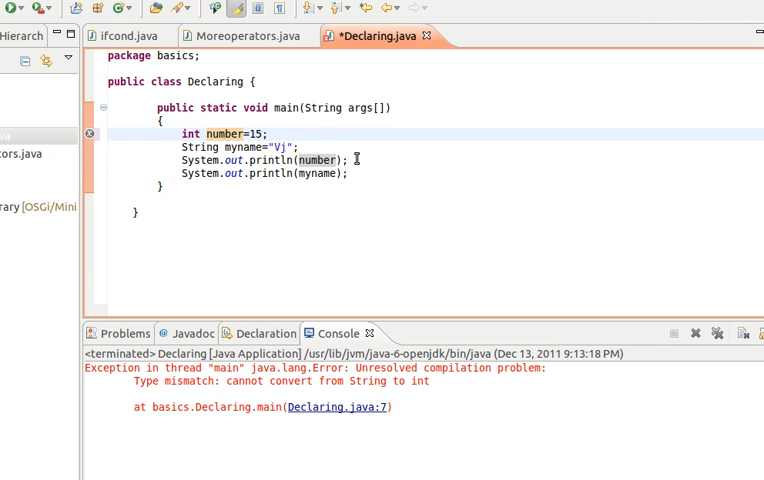 Hierarch
ifcond.java
Moreoperators.java
*Declaring.java
package basics;
public class Declaring {
public static void main(String args[])
{
int number=15;
String myname="Vj";
System.out.println(number);
System.out.println(myname);
}
}
va
ors.java
rary [OSGi/Mini
Problems
@ Javadoc
Declaration
Console
<terminated> Declaring [Java Application] /usr/lib/jvm/java-6-openjdk/bin/java (Dec 13, 2011 9:13:18 PM)
Exception in thread "main" java.lang.Error: Unresolved compilation problem:
Type mismatch: cannot convert from String to int
at basics.Declaring.main(Declaring.java:7)